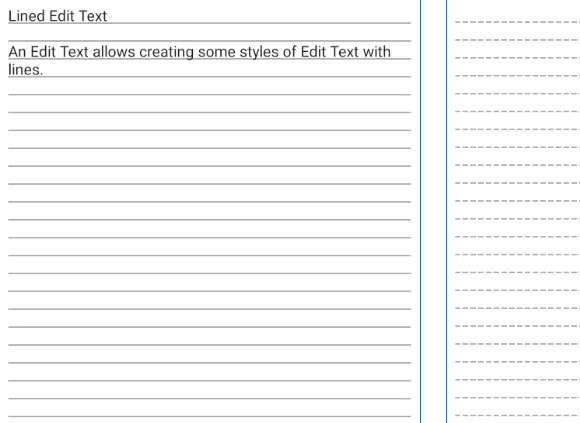 Lined Edit Text
An Edit Text allows creating some styles of Edit Text with
lines.